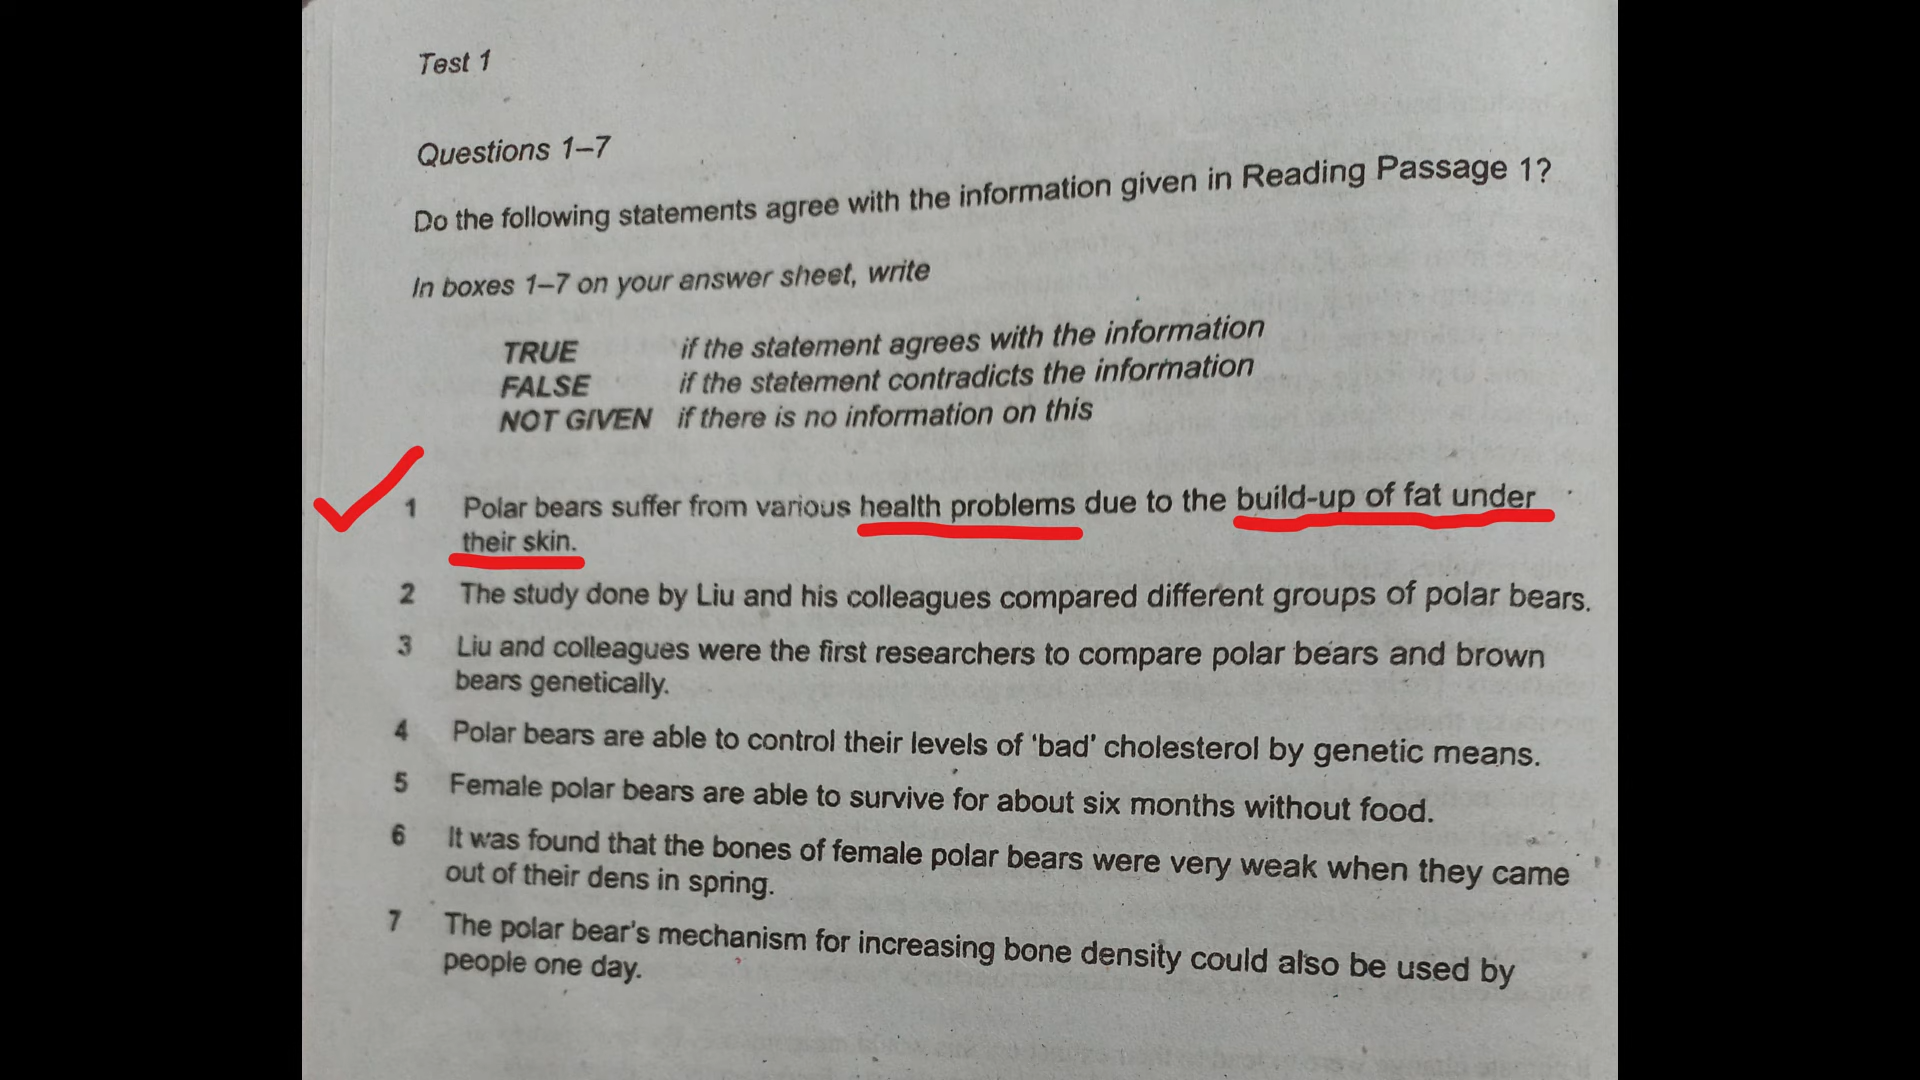 Test 1
Questions 1–7
Do the following statements agree with the information given in Reading Passage 1?
In boxes 1–7 on your answer sheet, write
TRUE if the statement agrees with the information
FALSE if the statement contradicts the information
NOT GIVEN if there is no information on this
1 Polar bears suffer from various health problems due to the build-up of fat under
their skin.
2 The study done by Liu and his colleagues compared different groups of polar bears.
3 Liu and colleagues were the first researchers to compare polar bears and brown
bears genetically.
4 Polar bears are able to control their levels of 'bad' cholesterol by genetic means.
5 Female polar bears are able to survive for about six months without food.
6 It was found that the bones of female polar bears were very weak when they came
out of their dens in spring.
7 The polar bear's mechanism for increasing bone density could also be used by
people one day.